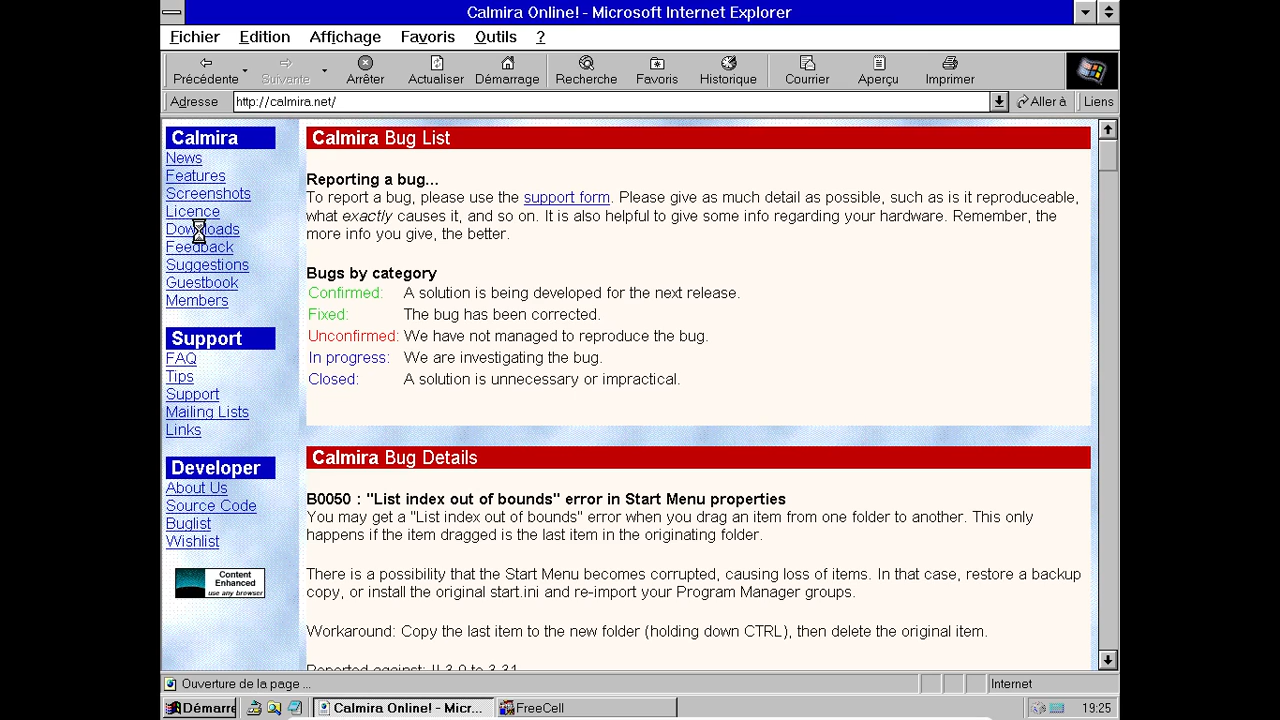 Calmira Online! - Microsoft Internet Explorer
Fichier Edition Affichage Favoris Outils ?
Précédente Suivante Arrêter Actualiser Démarrage Recherche Favoris Historique Courrier Aperçu Imprimer
Adresse http://calmira.net/ Aller à Liens
Calmira
News
Features
Screenshots
Licence
Downloads
Feedback
Suggestions
Guestbook
Members
Support
FAQ
Tips
Support
Mailing Lists
Links
Developer
About Us
Source Code
Buglist
Wishlist
Content
Enhanced
use any browser
Calmira Bug List
Reporting a bug...
To report a bug, please use the support form. Please give as much detail as possible, such as is it reproduceable,
what exactly causes it, and so on. It is also helpful to give some info regarding your hardware. Remember, the
more info you give, the better.
Bugs by category
Confirmed: A solution is being developed for the next release.
Fixed: The bug has been corrected.
Unconfirmed: We have not managed to reproduce the bug.
In progress: We are investigating the bug.
Closed: A solution is unnecessary or impractical.
Calmira Bug Details
B0050 : "List index out of bounds" error in Start Menu properties
You may get a "List index out of bounds" error when you drag an item from one folder to another. This only
happens if the item dragged is the last item in the originating folder.
There is a possibility that the Start Menu becomes corrupted, causing loss of items. In that case, restore a backup
copy, or install the original start.ini and re-import your Program Manager groups.
Workaround: Copy the last item to the new folder (holding down CTRL), then delete the original item.
Reported against: II 3.0 to 3.31
Ouverture de la page ... Internet
Démarre Calmira Online! - Micr... FreeCell 19:25